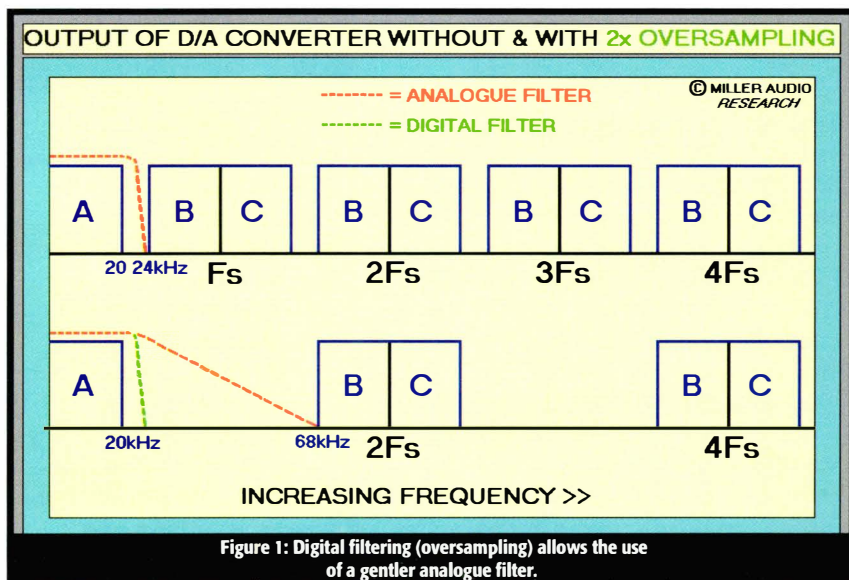 OUTPUT OF D/A CONVERTER WITHOUT & WITH 2x OVERSAMPLING
-------- = ANALOGUE FILTER
-------- = DIGITAL FILTER
© MILLER AUDIO
RESEARCH
A B C B C B C B C
20 24kHz Fs 2Fs 3Fs 4Fs
A B C B C
20kHz 68kHz 2Fs 4Fs
INCREASING FREQUENCY >>
Figure 1: Digital filtering (oversampling) allows the use
of a gentler analogue filter.